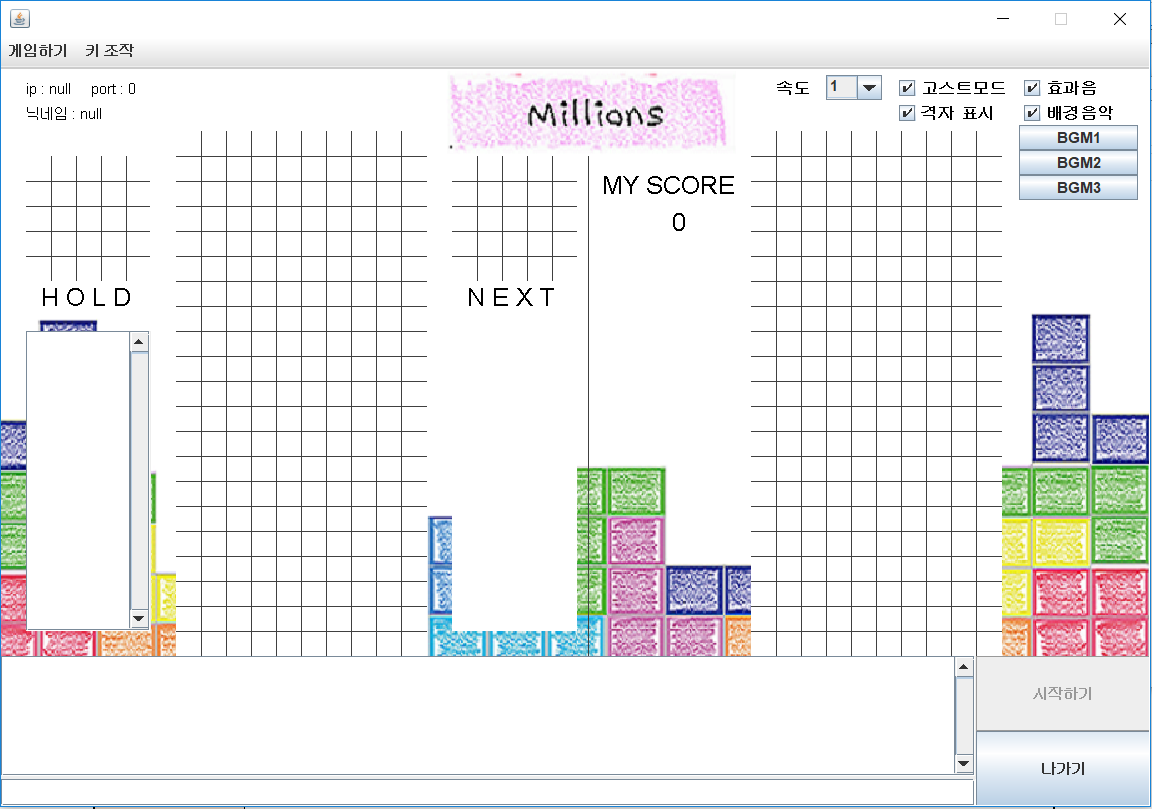 게임하기 키 조작
ip : null port : 0
닉네임 : null
Millions
속도 1
고스트모드
효과음
격자 표시
배경음악
BGM1
BGM2
BGM3
MY SCORE
0
HOLD
NEXT
시작하기
나가기